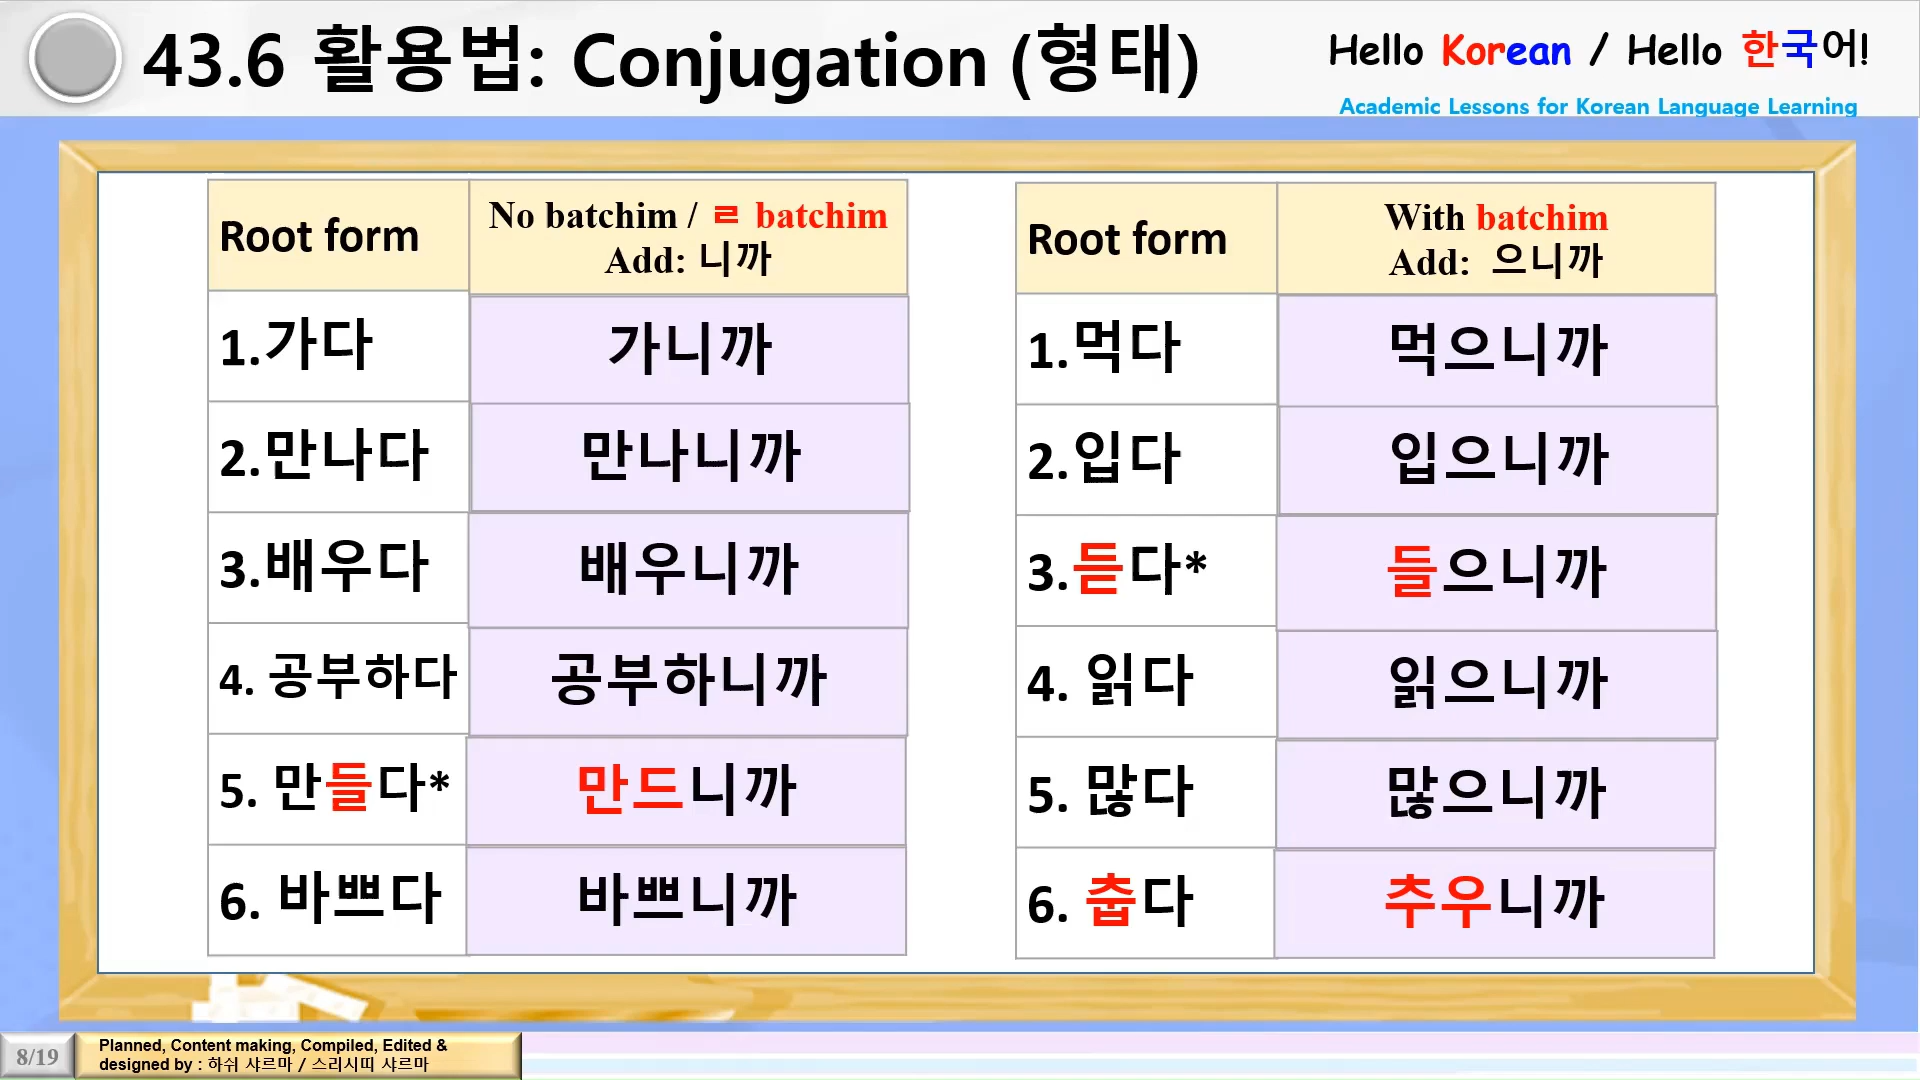 43.6 활용법: Conjugation (형태)
Hello Korean / Hello 한국어!
Academic Lessons for Korean Language Learning
Root form
No batchim / ㄹ batchim
Add: 니까
1.가다
가니까
2.만나다
만나니까
3.배우다
배우니까
4. 공부하다
공부하니까
5. 만들다*
만드니까
6. 바쁘다
바쁘니까
Root form
With batchim
Add: 으니까
1.먹다
먹으니까
2.입다
입으니까
3.듣다*
들으니까
4. 읽다
읽으니까
5. 많다
많으니까
6. 춥다
추우니까
8/19
Planned, Content making, Compiled, Edited &
designed by : 하쉬 샤르마 / 스리시띠 샤르마